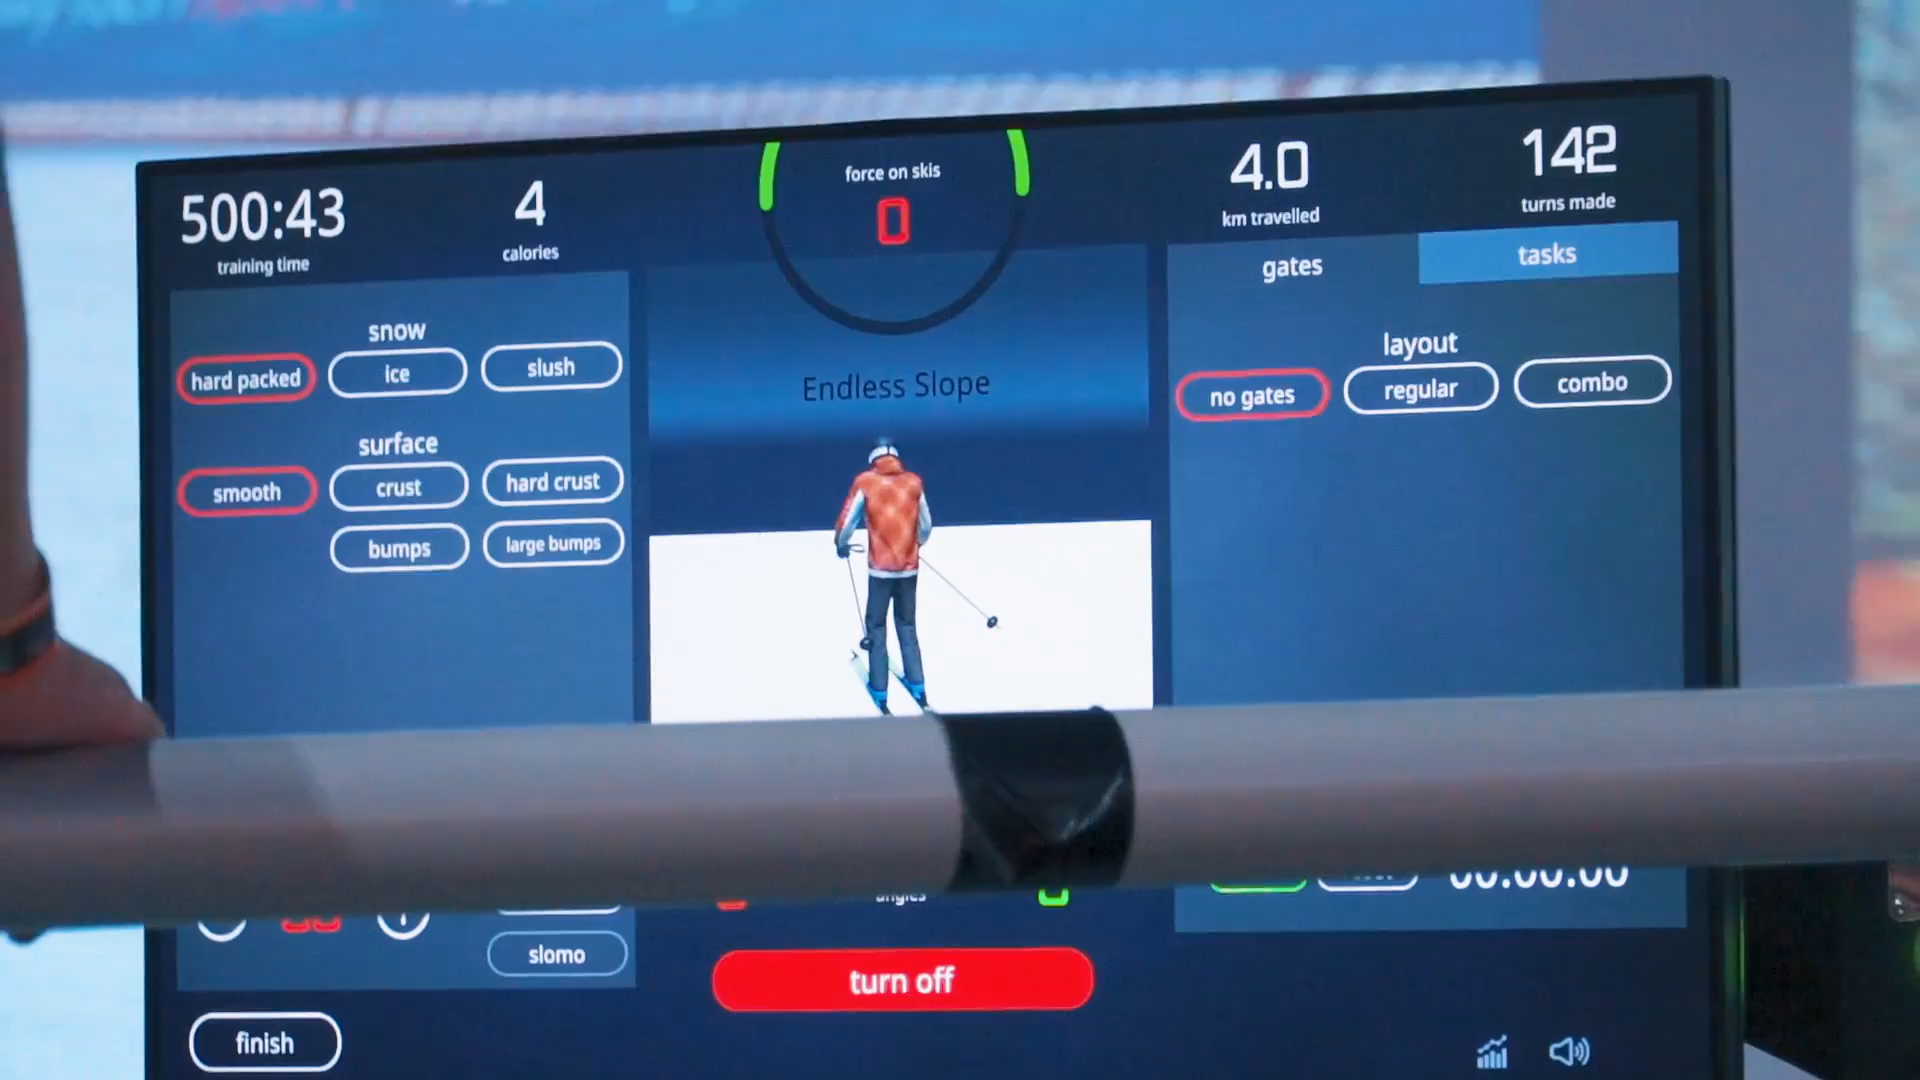 500:43
training time
4
calories
force on skis
0
4.0
km travelled
142
turns made
snow
hard packed
ice
slush
surface
smooth
crust
hard crust
bumps
large bumps
Endless Slope
gates
tasks
layout
no gates
regular
combo
angles
slomo
turn off
finish